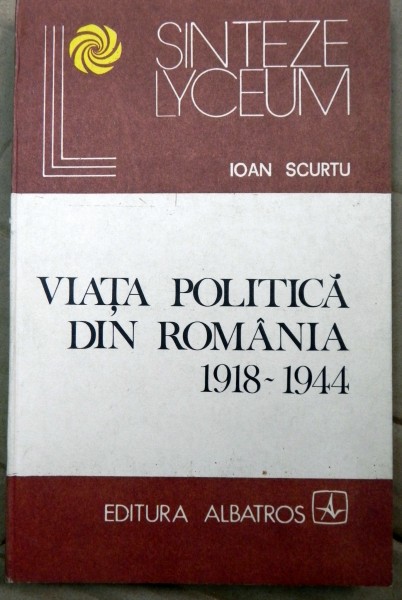 SINTEZE
LYCEUM
IOAN SCURTU
VIAȚA POLITICĂ
DIN ROMÂNIA
1918-1944
EDITURA ALBATROS